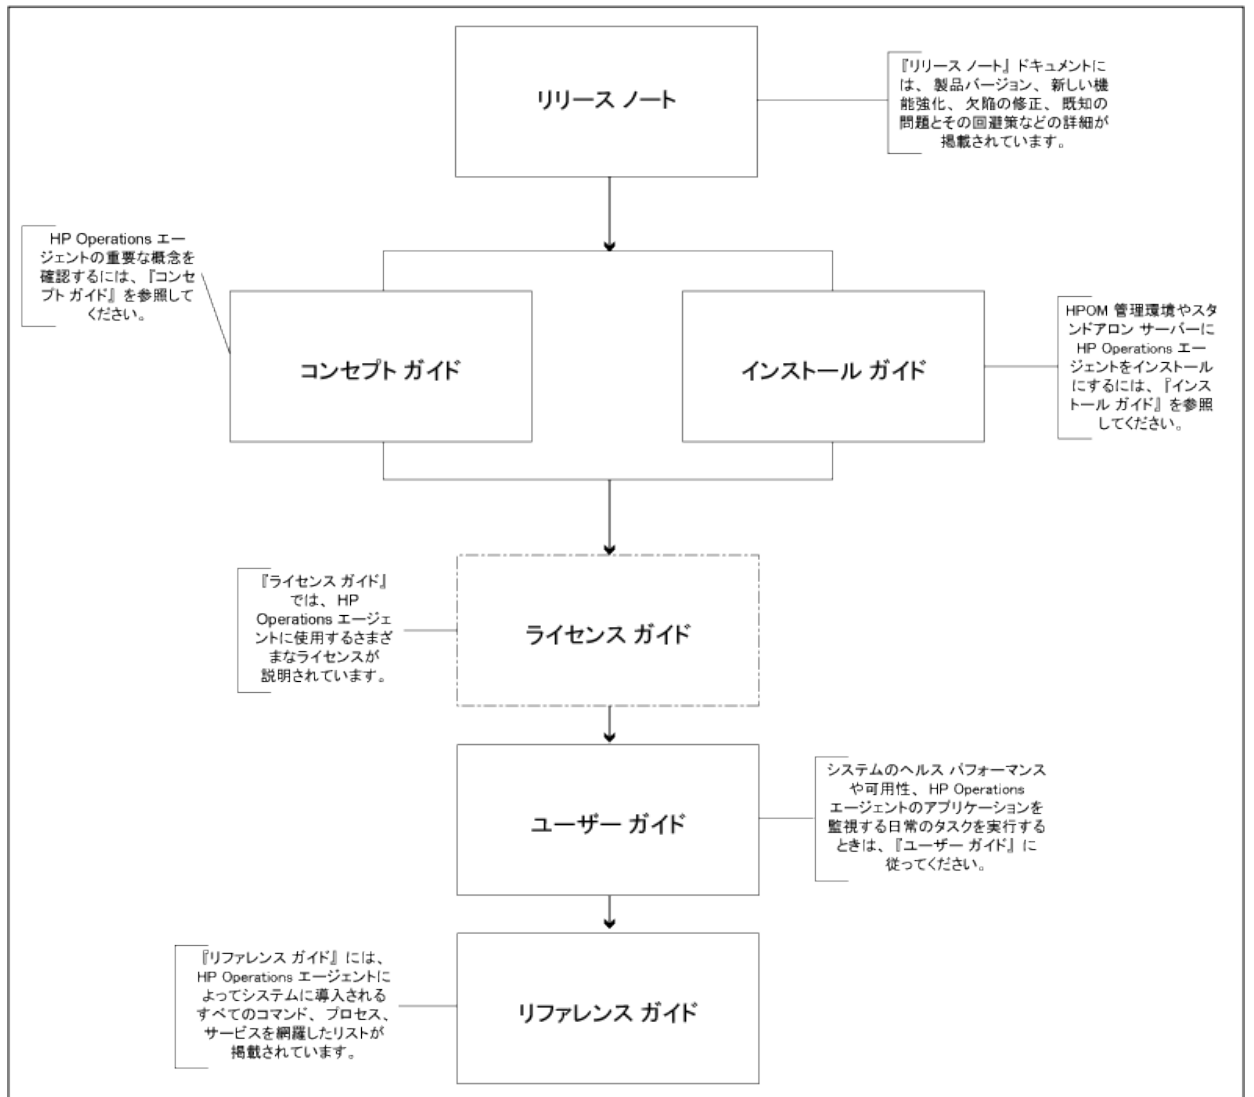 リリース ノート
『リリース ノート』ドキュメントに
は、製品バージョン、新しい機
能強化、欠陥の修正、既知の
問題とその回避策などの詳細が
掲載されています。
HP Operations エー
ジェントの重要な概念を
確認するには、『コンセ
プト ガイド』を参照して
ください。
コンセプト ガイド
インストール ガイド
HPOM 管理環境やスタ
ンドアロン サーバーに
HP Operations エー
ジェントをインストール
にするには、『インス
トール ガイド』を参照
してください。
『ライセンス ガイド』
では、HP
Operations エージェ
ントに使用するさまざ
まなライセンスが
説明されています。
ライセンス ガイド
ユーザー ガイド
システムのヘルス パフォーマンス
や可用性、HP Operations
エージェントのアプリケーションを
監視する日常のタスクを実行する
ときは、『ユーザー ガイド』に
従ってください。
『リファレンス ガイド』には、
HP Operations エージェントに
よってシステムに導入される
すべてのコマンド、プロセス、
サービスを網羅したリストが
掲載されています。
リファレンス ガイド